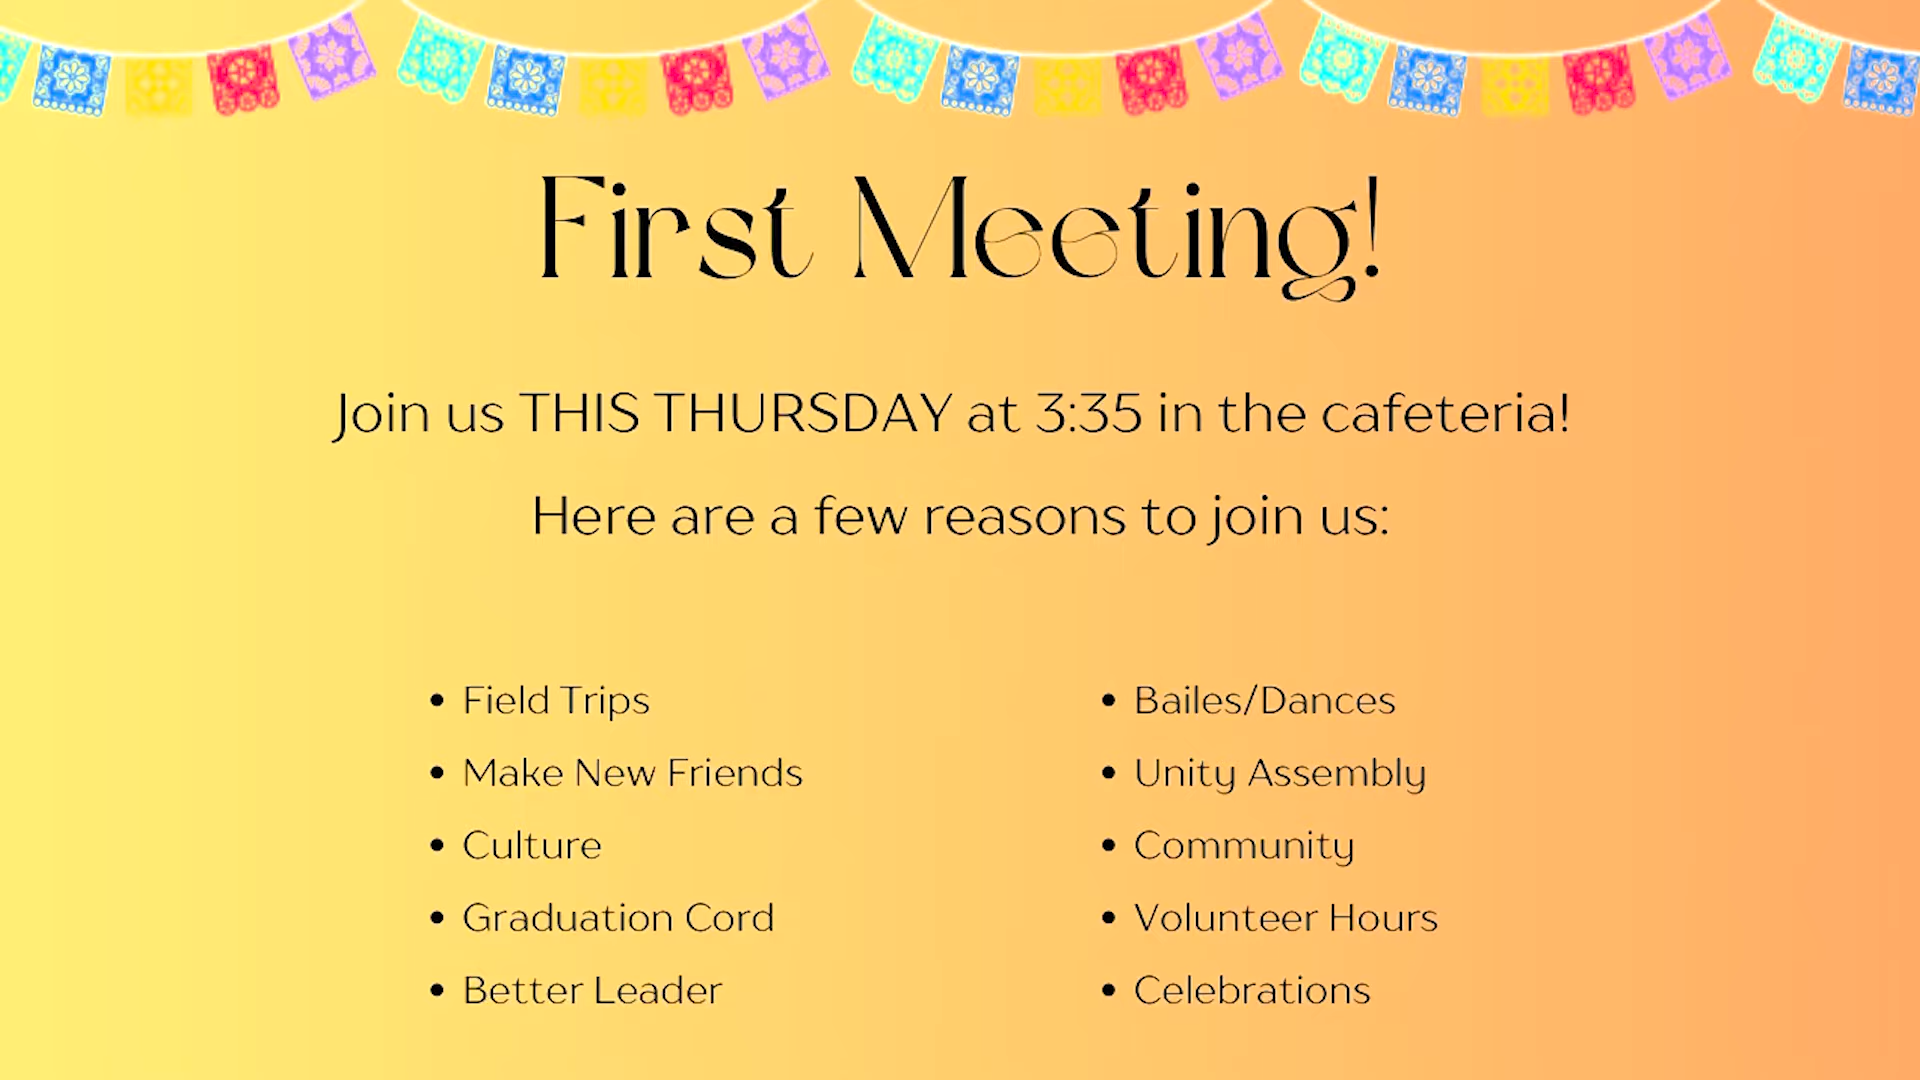 First Meeting!
Join us THIS THURSDAY at 3:35 in the cafeteria!
Here are a few reasons to join us:
• Field Trips
• Make New Friends
• Culture
• Graduation Cord
• Better Leader
• Bailes/Dances
• Unity Assembly
• Community
• Volunteer Hours
• Celebrations